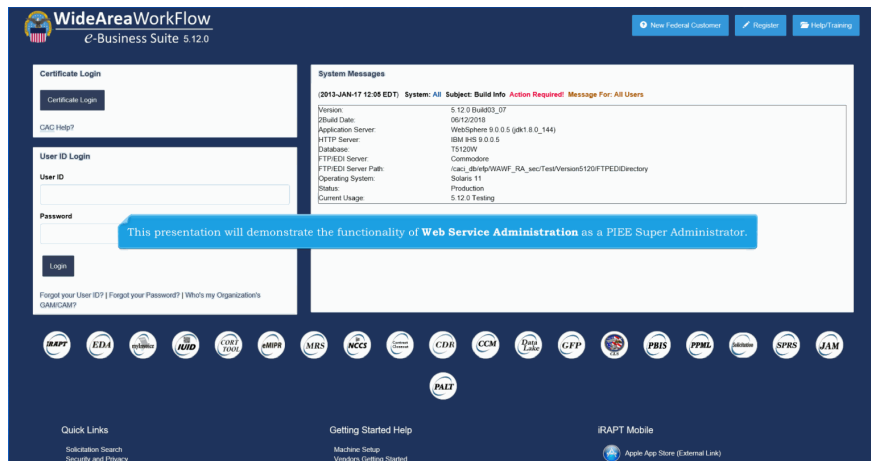 WideAreaWorkFlow
e-Business Suite 5.12.0
New Federal Customer
Register
Help/Training
Certificate Login
Certificate Login
CAC Help?
User ID Login
User ID
Password
Login
Forgot your User ID? | Forgot your Password? | Who's my Organization's
GAM/CAM?
System Messages
(2013-JAN-17 12:05 EDT) System: All Subject: Build Info Action Required! Message For: All Users
Version: 5.12.0 Build03_07
2Build Date: 06/12/2018
Application Server: WebSphere 9.0.0.5 (jdk1.8.0_144)
HTTP Server: IBM IHS 9.0.0.5
Database: T5120W
FTP/EDI Server: Commodore
FTP/EDI Server Path: /caci_db/efp/WAWF_RA_sec/Test/Version5120/FTPEDIDirectory
Operating System: Solaris 11
Status: Production
Current Usage: 5.12.0 Testing
This presentation will demonstrate the functionality of Web Service Administration as a PIEE Super Administrator.
iRAPT
EDA
myInvoice
IUID
CORT TOOL
eMIPR
MRS
NCCS
Contract Closeout
CDR
CCM
Data Lake
GFP
CLS
PBIS
PPML
Solicitation
SPRS
JAM
PALT
Quick Links
Solicitation Search
Security and Privacy
Getting Started Help
Machine Setup
Vendors Getting Started
iRAPT Mobile
Apple App Store (External Link)